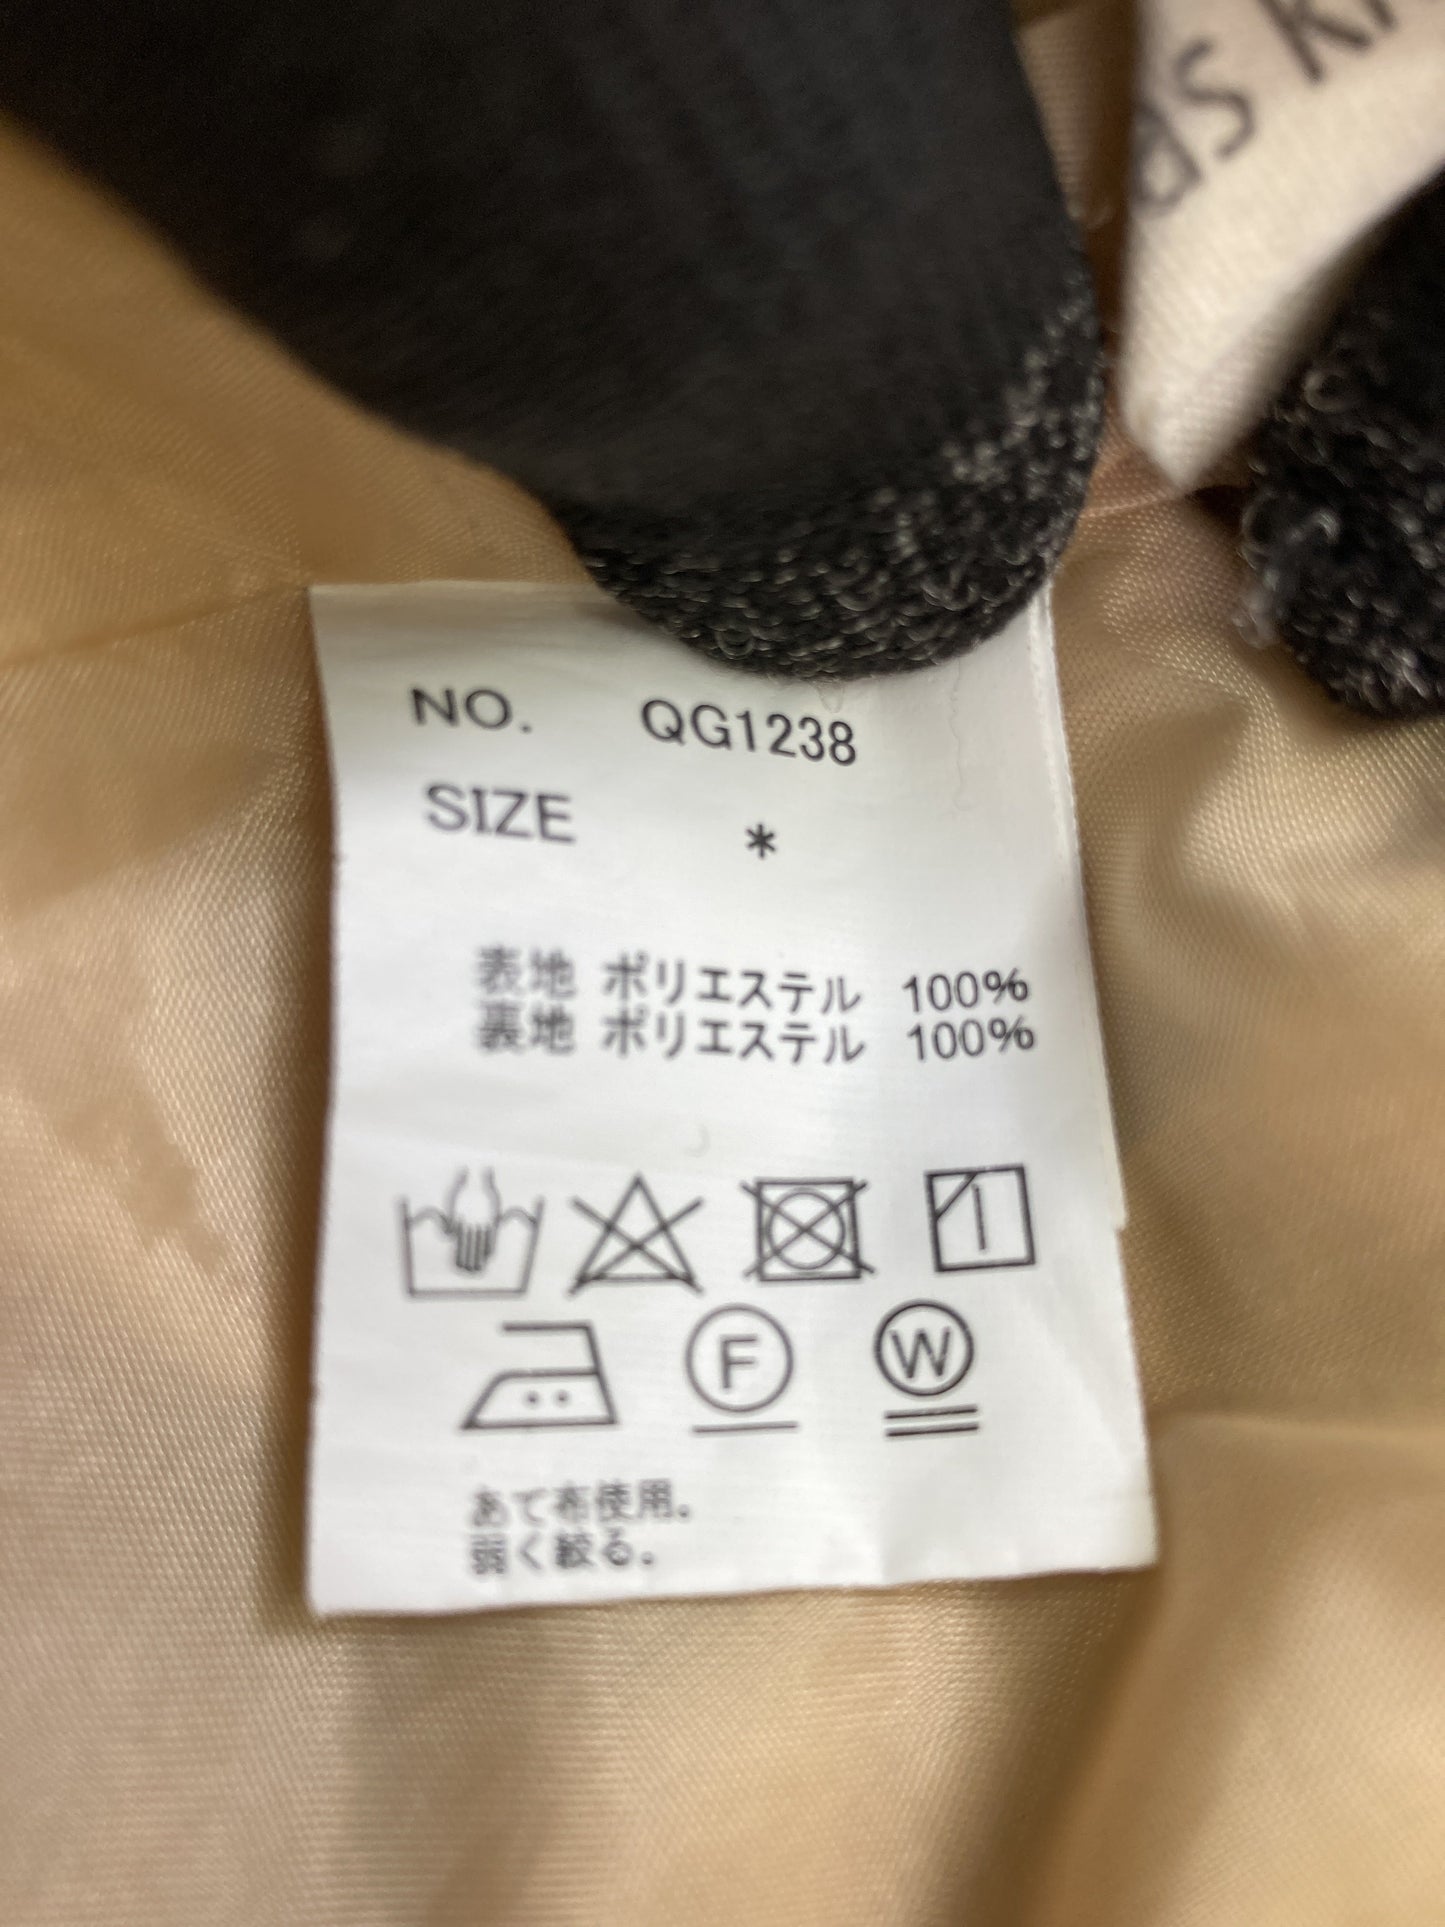 as k
NO. QG1238
SIZE *
表地 ポリエステル 100%
裏地 ポリエステル 100%
F W
あて布使用。
弱く絞る。